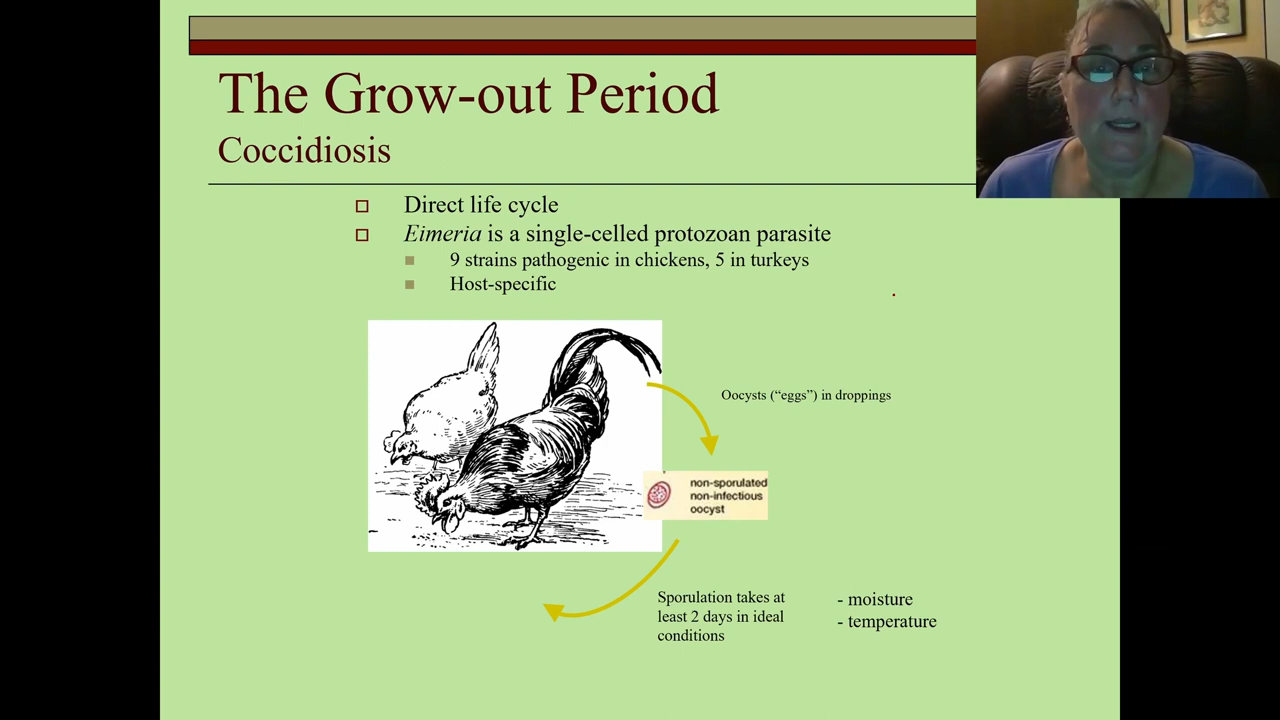 The Grow-out Period
Coccidiosis
Direct life cycle
Eimeria is a single-celled protozoan parasite
9 strains pathogenic in chickens, 5 in turkeys
Host-specific
Oocysts (“eggs”) in droppings
non-sporulated
non-infectious
oocyst
Sporulation takes at
least 2 days in ideal
conditions
- moisture
- temperature